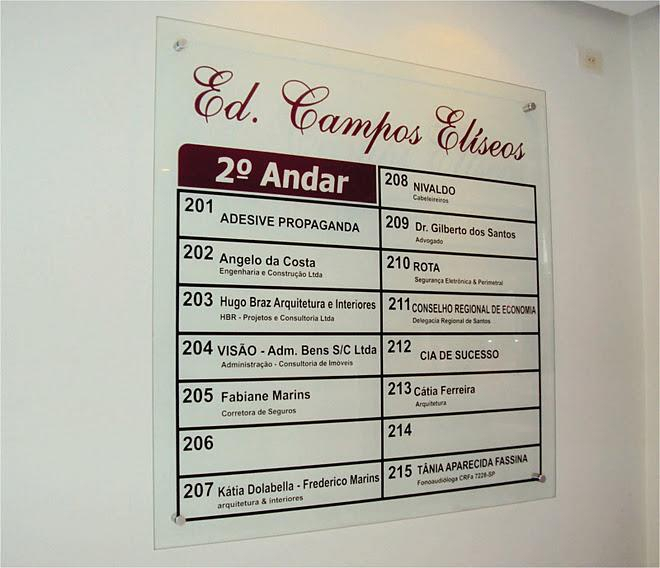 Ed. Campos Elíseos
2º Andar
201 ADESIVE PROPAGANDA
202 Angelo da Costa
Engenharia e Construção Ltda
203 Hugo Braz Arquitetura e Interiores
HBR - Projetos e Consultoria Ltda
204 VISÃO - Adm. Bens S/C Ltda
Administração - Consultoria de Imóveis
205 Fabiane Marins
Corretora de Seguros
206
207 Kátia Dolabella - Frederico Marins
arquitetura & interiores
208 NIVALDO
Cabeleireiros
209 Dr. Gilberto dos Santos
Advogado
210 ROTA
Segurança Eletrônica & Perimetral
211 CONSELHO REGIONAL DE ECONOMIA
Delegacia Regional de Santos
212 CIA DE SUCESSO
213 Cátia Ferreira
Arquitetura
214
215 TÂNIA APARECIDA FASSINA
Fonoaudióloga CRFa 7228-SP